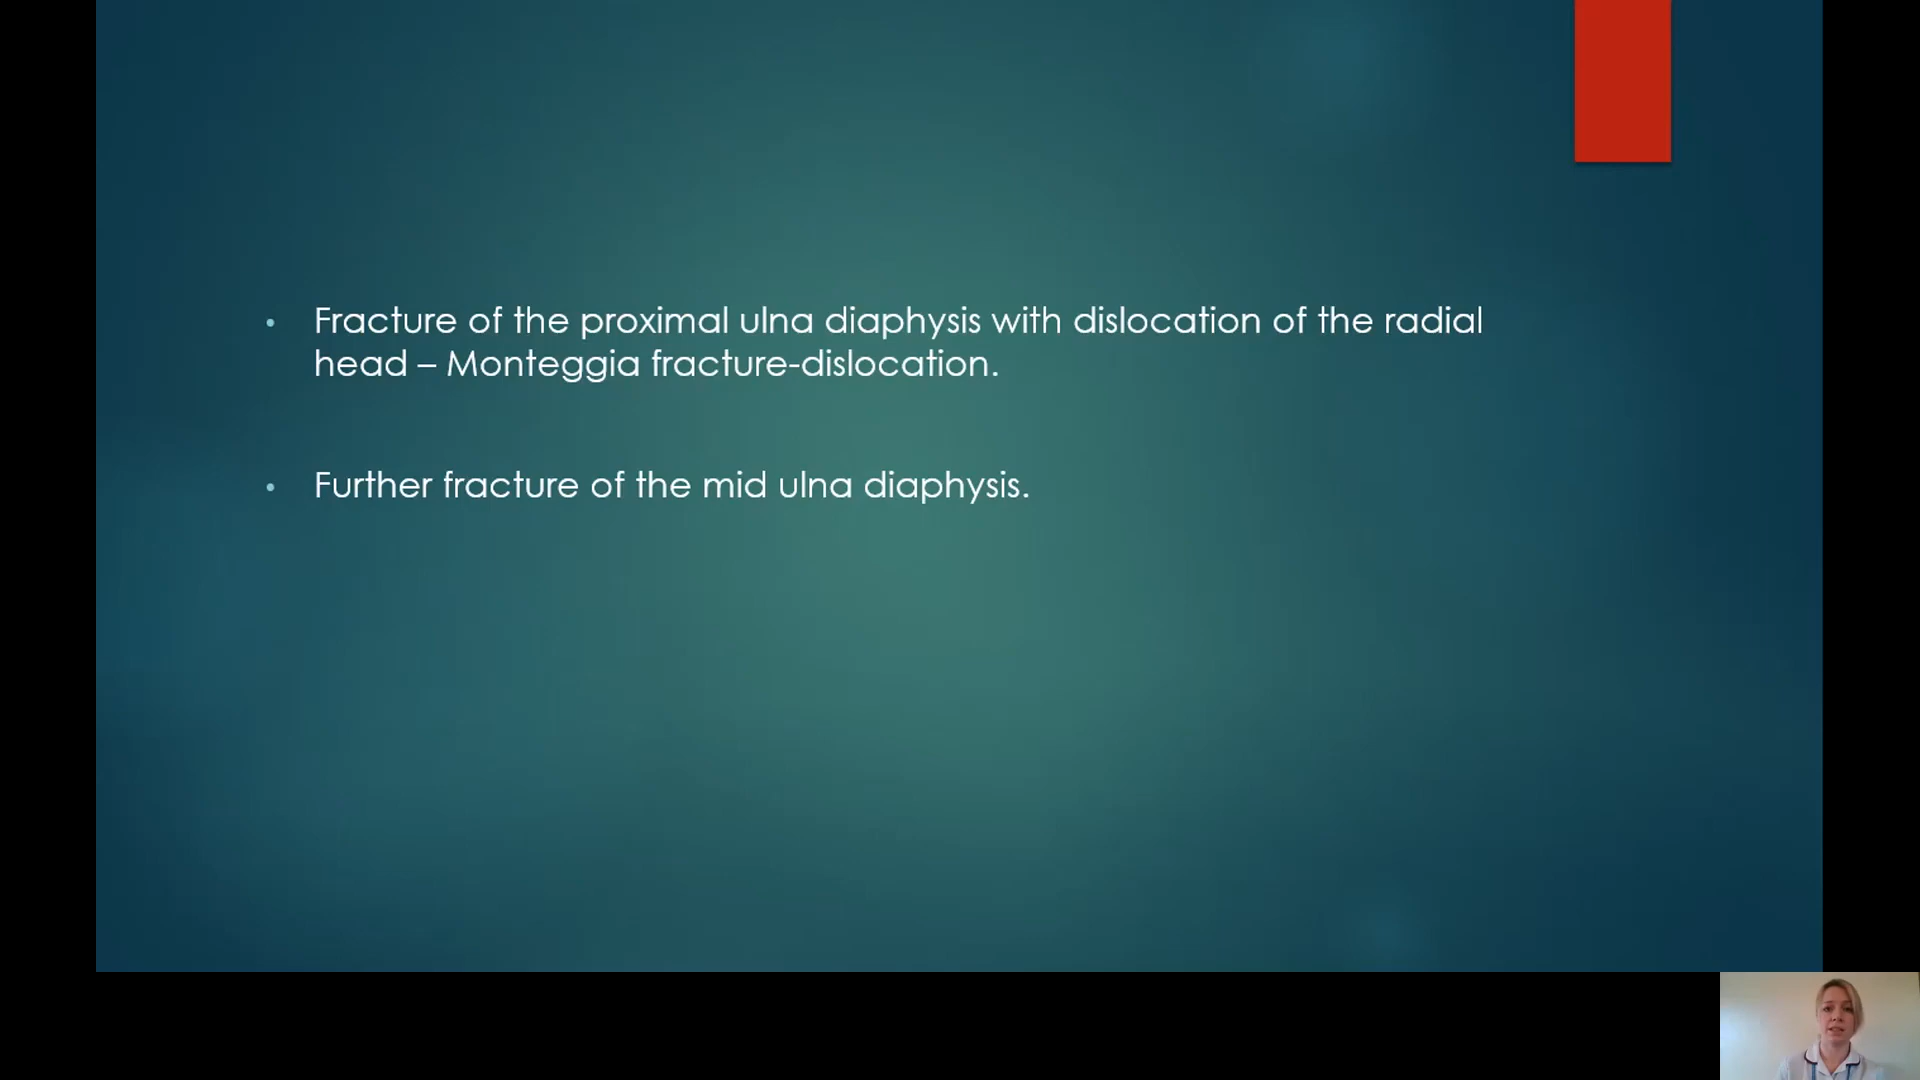 • Fracture of the proximal ulna diaphysis with dislocation of the radial
head – Monteggia fracture-dislocation.
• Further fracture of the mid ulna diaphysis.